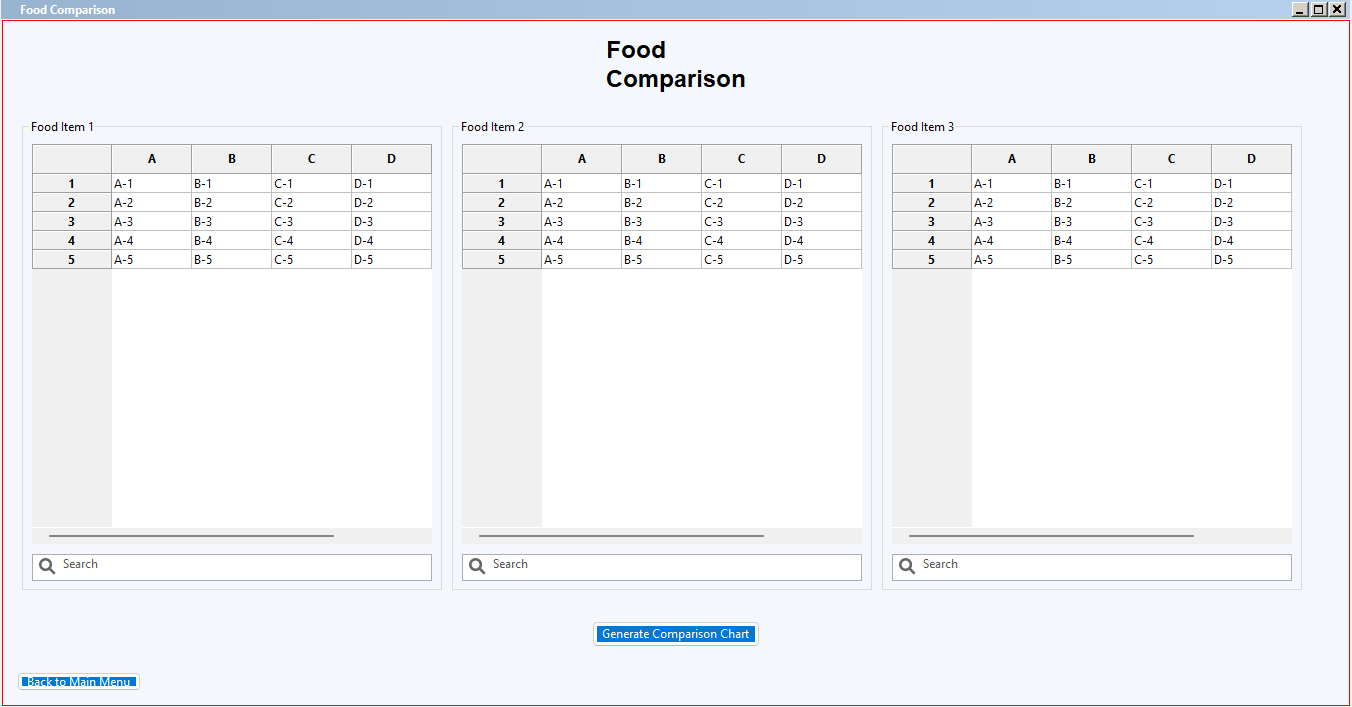 Food Comparison
Food
Comparison
Food Item 1
A B C D
1 A-1 B-1 C-1 D-1
2 A-2 B-2 C-2 D-2
3 A-3 B-3 C-3 D-3
4 A-4 B-4 C-4 D-4
5 A-5 B-5 C-5 D-5
Search
Food Item 2
A B C D
1 A-1 B-1 C-1 D-1
2 A-2 B-2 C-2 D-2
3 A-3 B-3 C-3 D-3
4 A-4 B-4 C-4 D-4
5 A-5 B-5 C-5 D-5
Search
Food Item 3
A B C D
1 A-1 B-1 C-1 D-1
2 A-2 B-2 C-2 D-2
3 A-3 B-3 C-3 D-3
4 A-4 B-4 C-4 D-4
5 A-5 B-5 C-5 D-5
Search
Generate Comparison Chart
Back to Main Menu